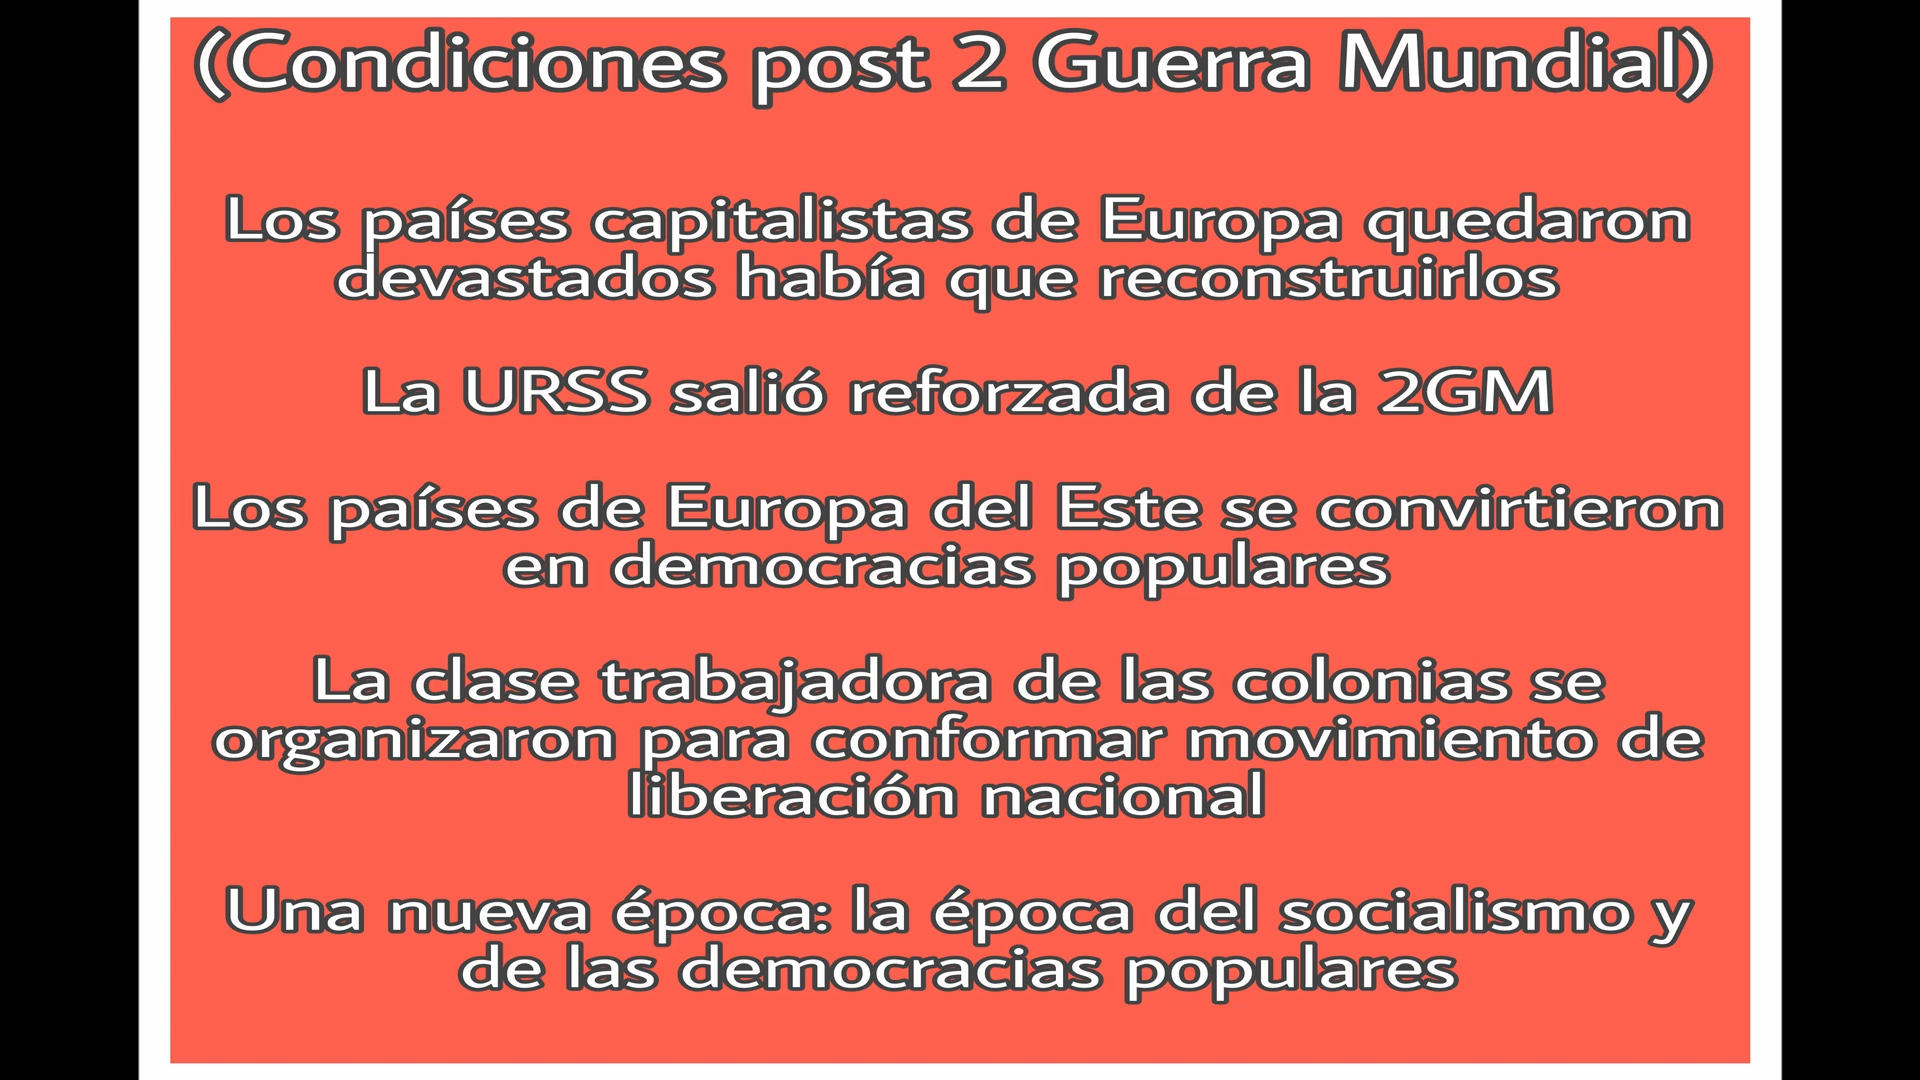 (Condiciones post 2 Guerra Mundial)
Los países capitalistas de Europa quedaron
devastados había que reconstruirlos
La URSS salió reforzada de la 2GM
Los países de Europa del Este se convirtieron
en democracias populares
La clase trabajadora de las colonias se
organizaron para conformar movimiento de
liberación nacional
Una nueva época: la época del socialismo y
de las democracias populares